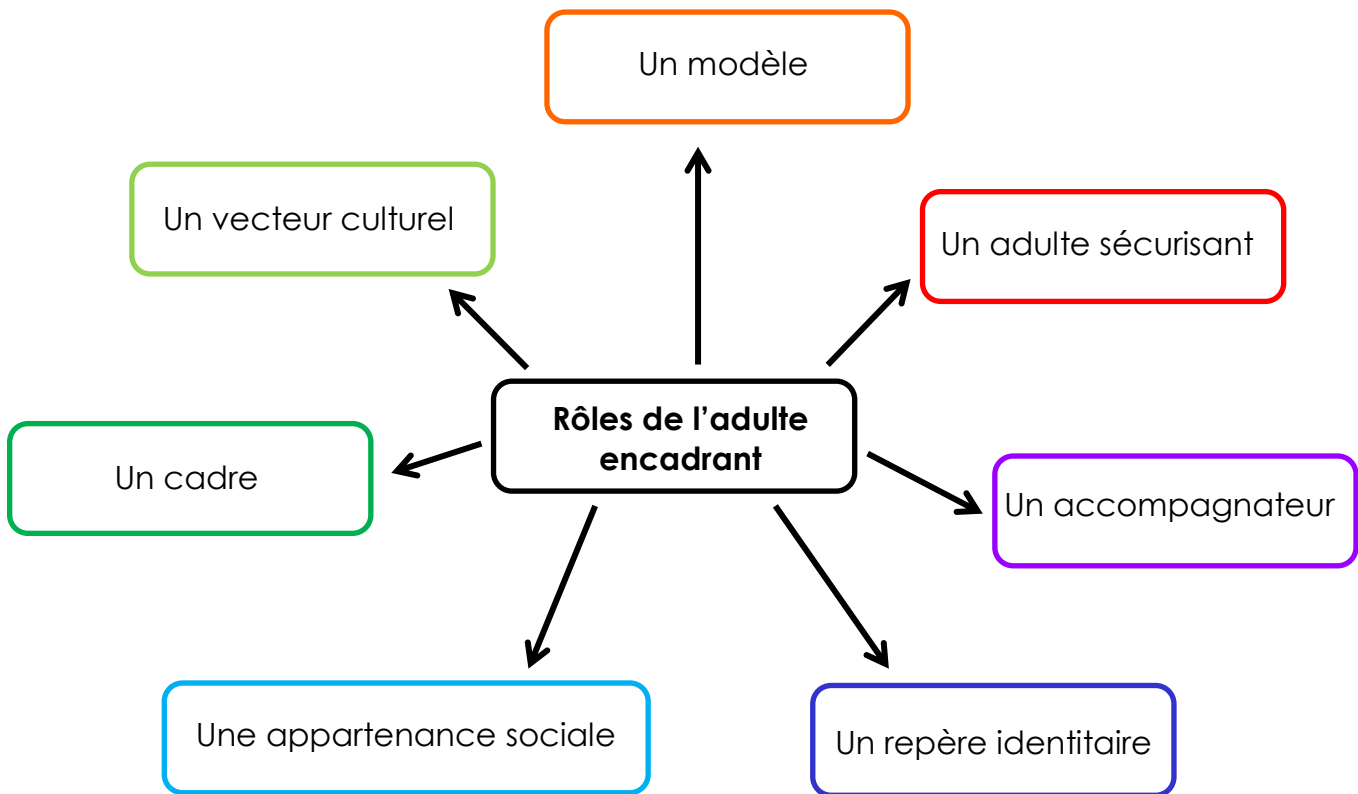 Un modèle
Un vecteur culturel
Un adulte sécurisant
Rôles de l’adulte
encadrant
Un cadre
Un accompagnateur
Une appartenance sociale
Un repère identitaire